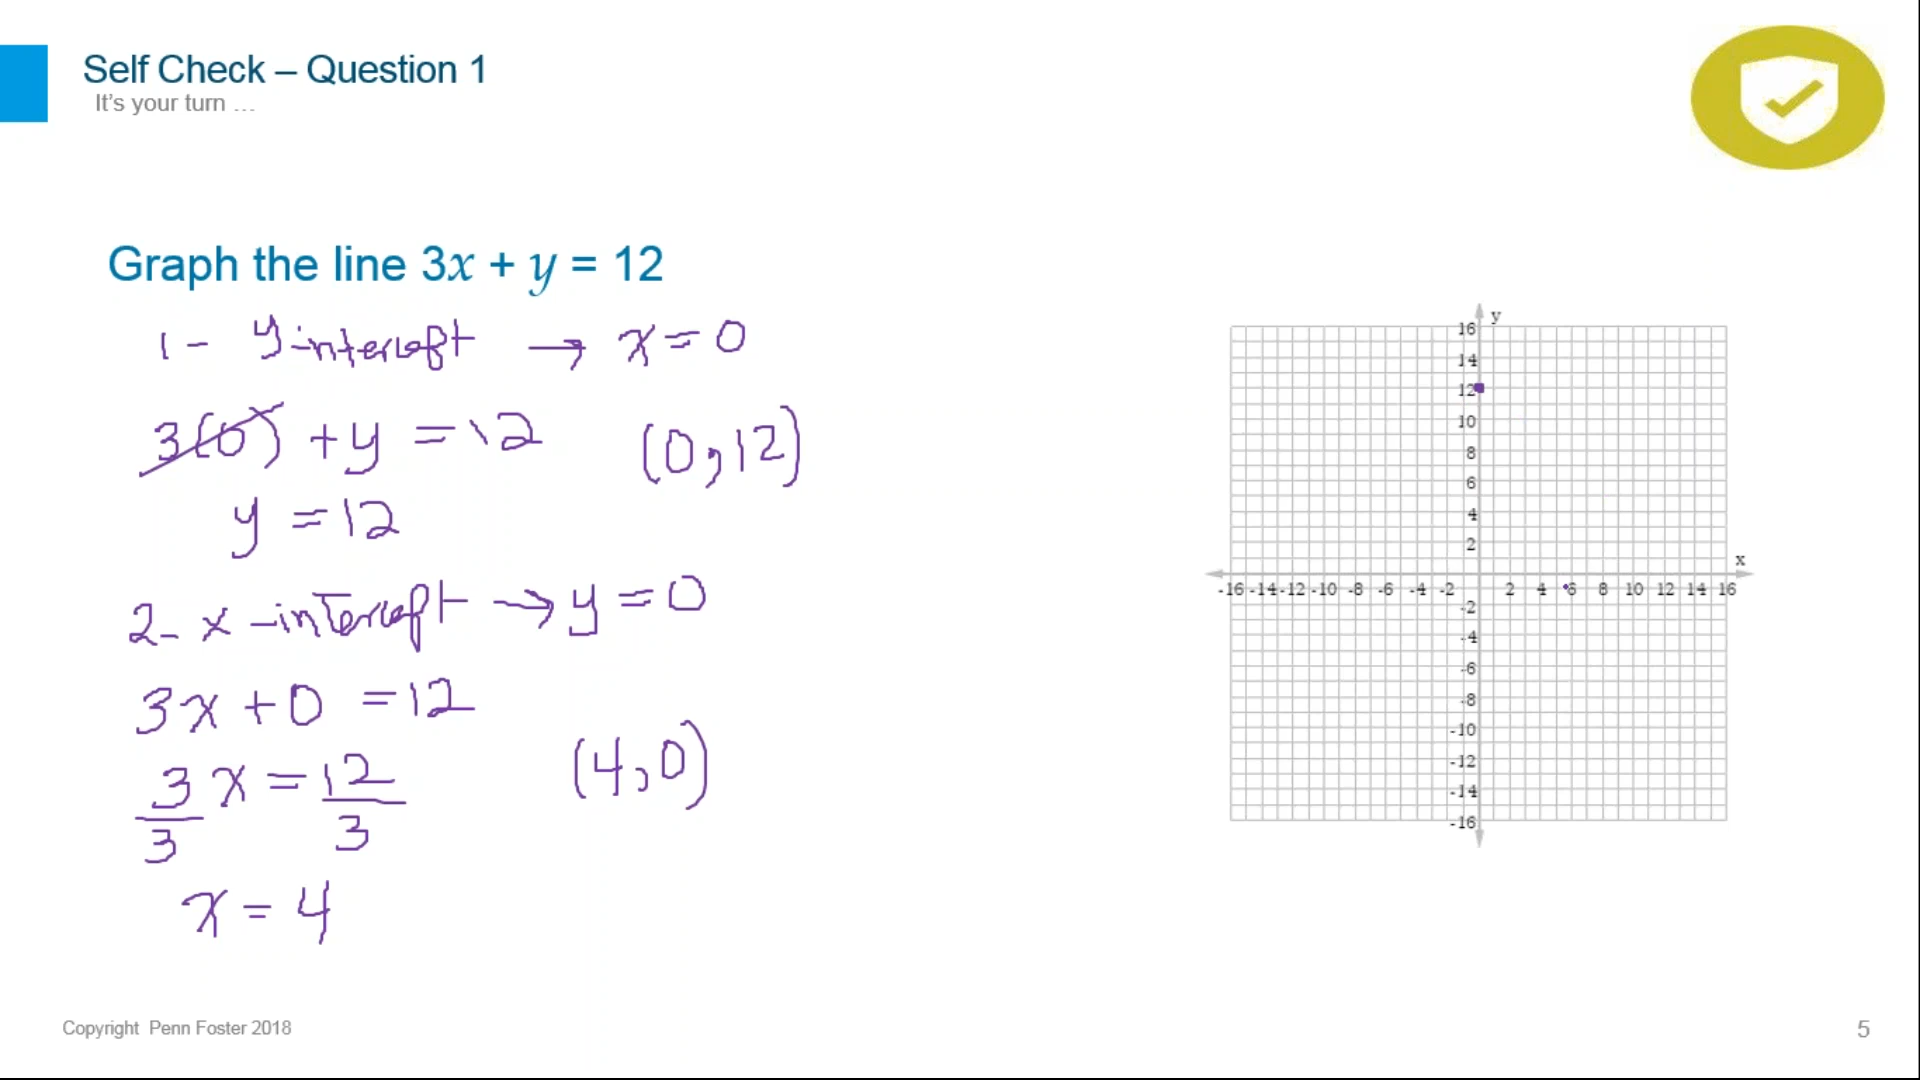 Self Check – Question 1
It's your turn ...
Graph the line 3x + y = 12
1 - y-intercept → x = 0
3(0) + y = 12
(0,12)
y = 12
2 - x-intercept → y = 0
3x + 0 = 12
3x = 12
3 3
(4,0)
x = 4
y
16
14
12
10
8
6
4
2
x
-16 -14 -12 -10 -8 -6 -4 -2 2 4 6 8 10 12 14 16
-2
-4
-6
-8
-10
-12
-14
-16
Copyright Penn Foster 2018
5